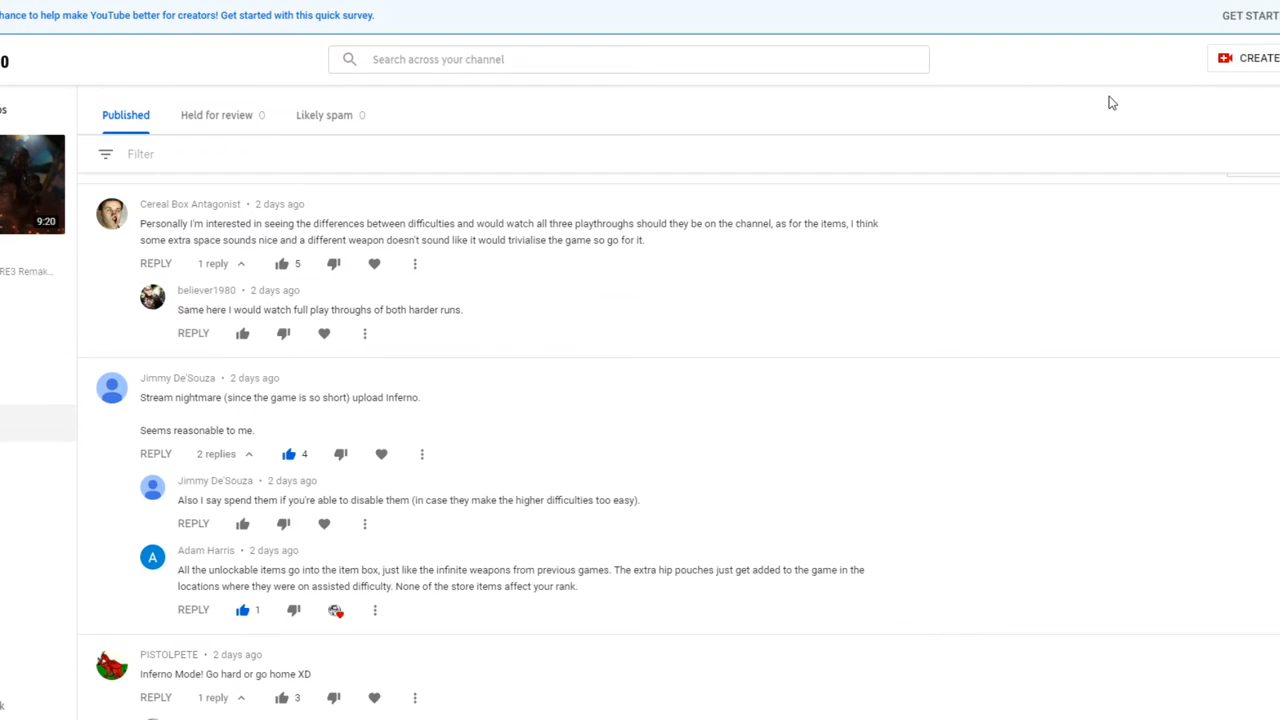 hance to help make YouTube better for creators! Get started with this quick survey.
GET START
0
Search across your channel
CREATE
os
Published
Held for review 0
Likely spam 0
Filter
9:20
RE3 Remak...
Cereal Box Antagonist • 2 days ago
Personally I'm interested in seeing the differences between difficulties and would watch all three playthroughs should they be on the channel, as for the items, I think
some extra space sounds nice and a different weapon doesn't sound like it would trivialise the game so go for it.
REPLY 1 reply 5
believer1980 • 2 days ago
Same here I would watch full play throughs of both harder runs.
REPLY
Jimmy De'Souza • 2 days ago
Stream nightmare (since the game is so short) upload Inferno.
Seems reasonable to me.
REPLY 2 replies 4
Jimmy De'Souza • 2 days ago
Also I say spend them if you're able to disable them (in case they make the higher difficulties too easy).
REPLY
A
Adam Harris • 2 days ago
All the unlockable items go into the item box, just like the infinite weapons from previous games. The extra hip pouches just get added to the game in the
locations where they were on assisted difficulty. None of the store items affect your rank.
REPLY 1
PISTOLPETE • 2 days ago
Inferno Mode! Go hard or go home XD
REPLY 1 reply 3
k